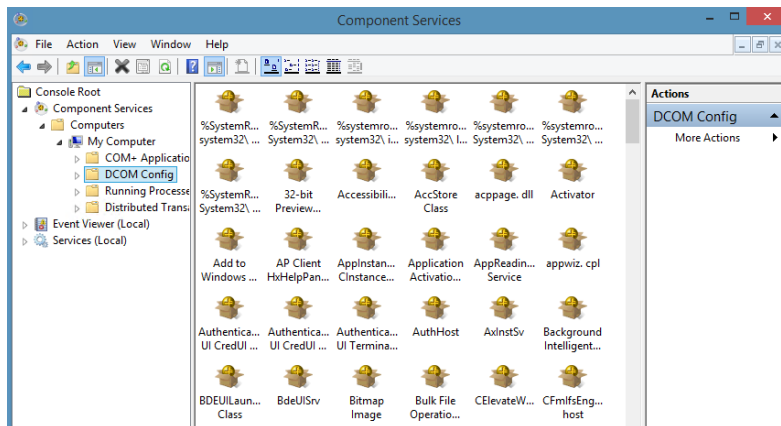 Component Services
File Action View Window Help
Console Root
Component Services
Computers
My Computer
COM+ Applicatio
DCOM Config
Running Processe
Distributed Transa
Event Viewer (Local)
Services (Local)
%SystemR... %SystemR... %systemro... %systemro... %systemro... %systemro...
system32\ ... System32\ ... system32\ i... system32\ l... System32\ ... System32\ ...
%SystemR... 32-bit Accessibili... AccStore acppage. dll Activator
System32\ ... Preview... Class
Add to AP Client AppInstan... Application AppReadin... appwiz. cpl
Windows ... HxHelpPan... CInstance... Activatio... Service
Authentica... Authentica... Authentica... AuthHost AxInstSv Background
UI CredUI ... UI CredUI ... UI Termina... Intelligent...
BDEUILaun... BdeUISrv Bitmap Bulk File CElevateW... CFmIfsEng...
Class Image Operatio... host
Actions
DCOM Config
More Actions